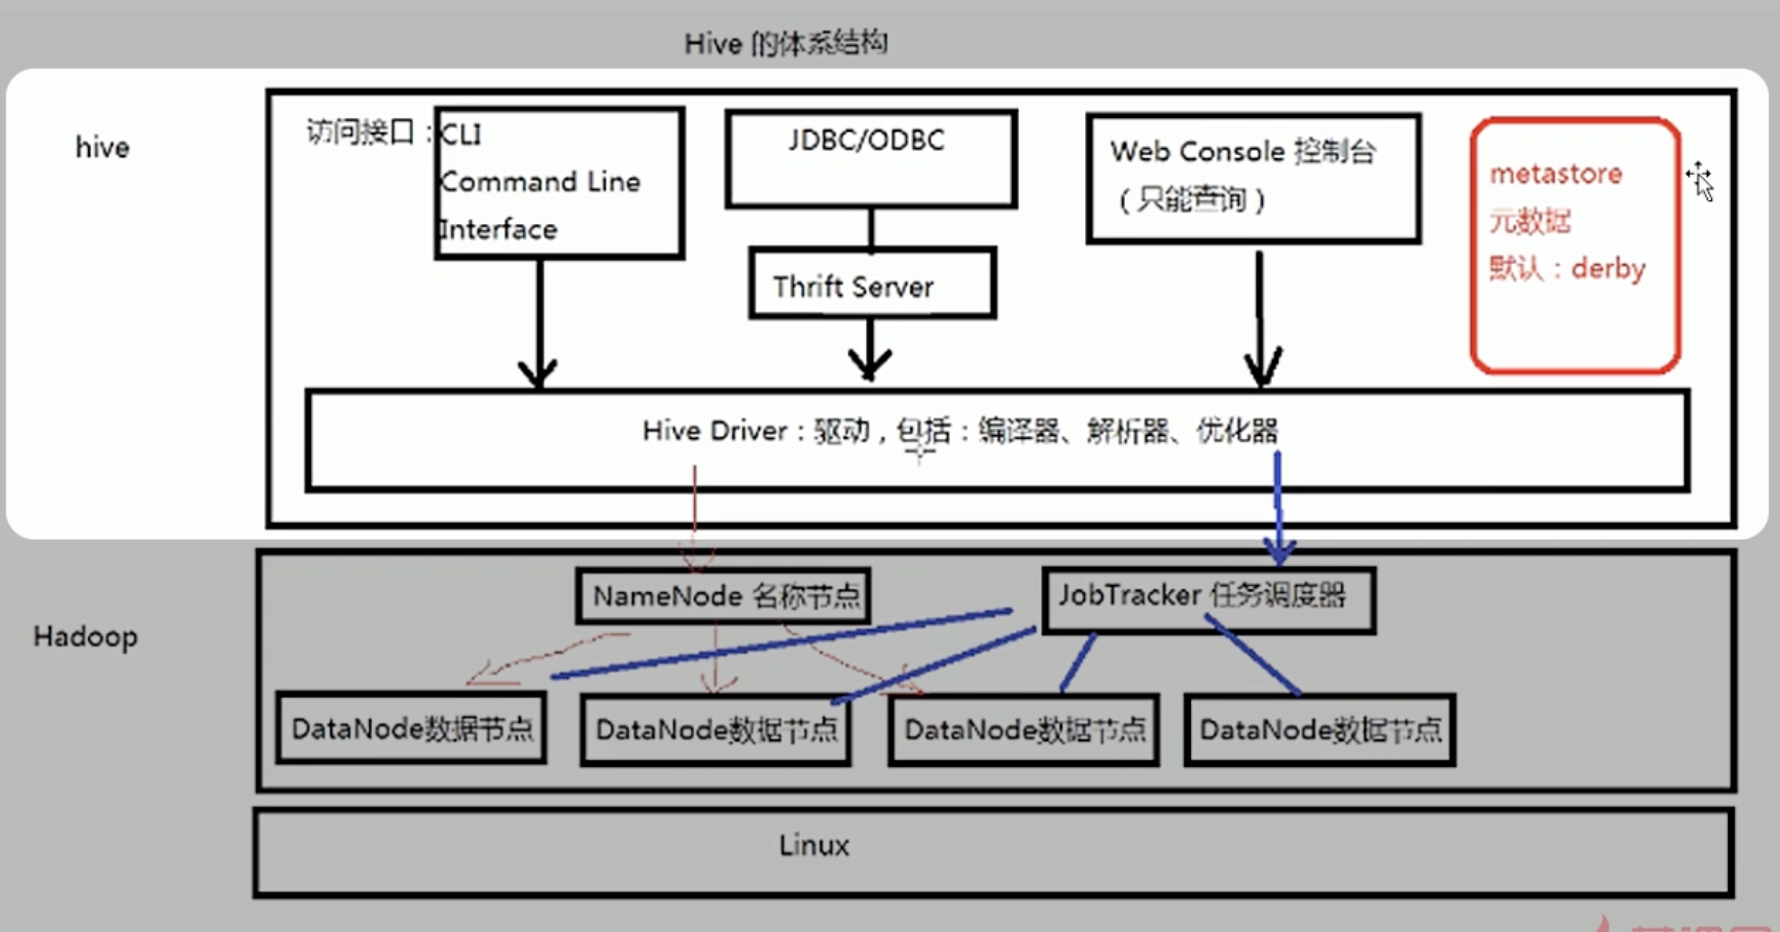 Hive 的体系结构
hive
访问接口：CLI
Command Line
Interface
JDBC/ODBC
Thrift Server
Web Console 控制台
（只能查询）
metastore
元数据
默认：derby
Hive Driver：驱动，包括：编译器、解析器、优化器
Hadoop
NameNode 名称节点
JobTracker 任务调度器
DataNode数据节点
DataNode数据节点
DataNode数据节点
DataNode数据节点
Linux